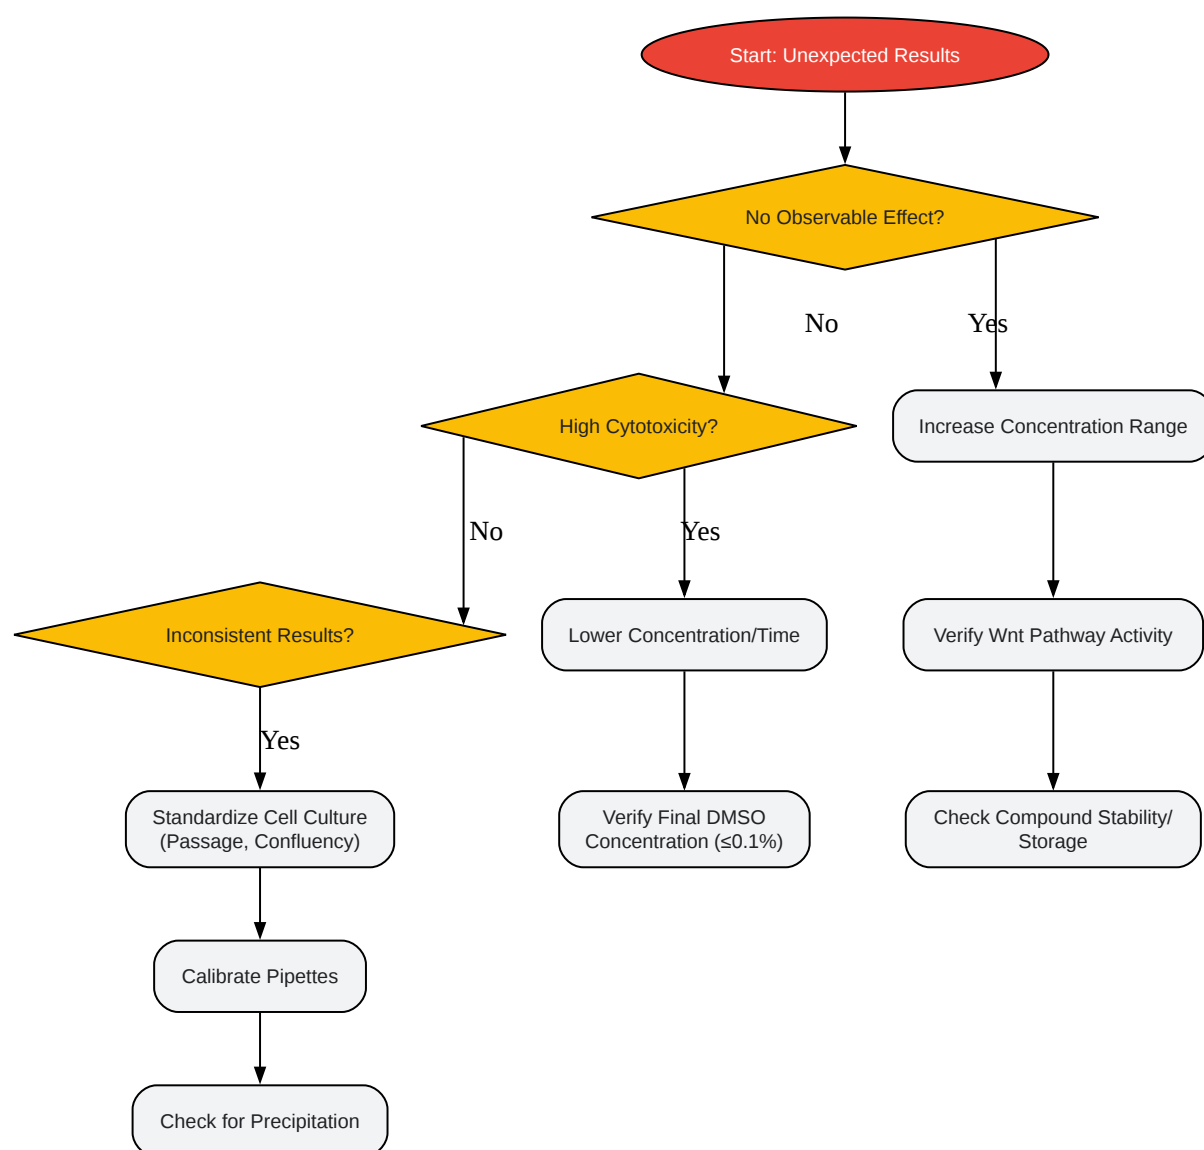 Start: Unexpected Results
No Observable Effect?
No
Yes
High Cytotoxicity?
Increase Concentration Range
No
Yes
Inconsistent Results?
Lower Concentration/Time
Verify Wnt Pathway Activity
Yes
Standardize Cell Culture
(Passage, Confluency)
Verify Final DMSO
Concentration (≤0.1%)
Check Compound Stability/
Storage
Calibrate Pipettes
Check for Precipitation